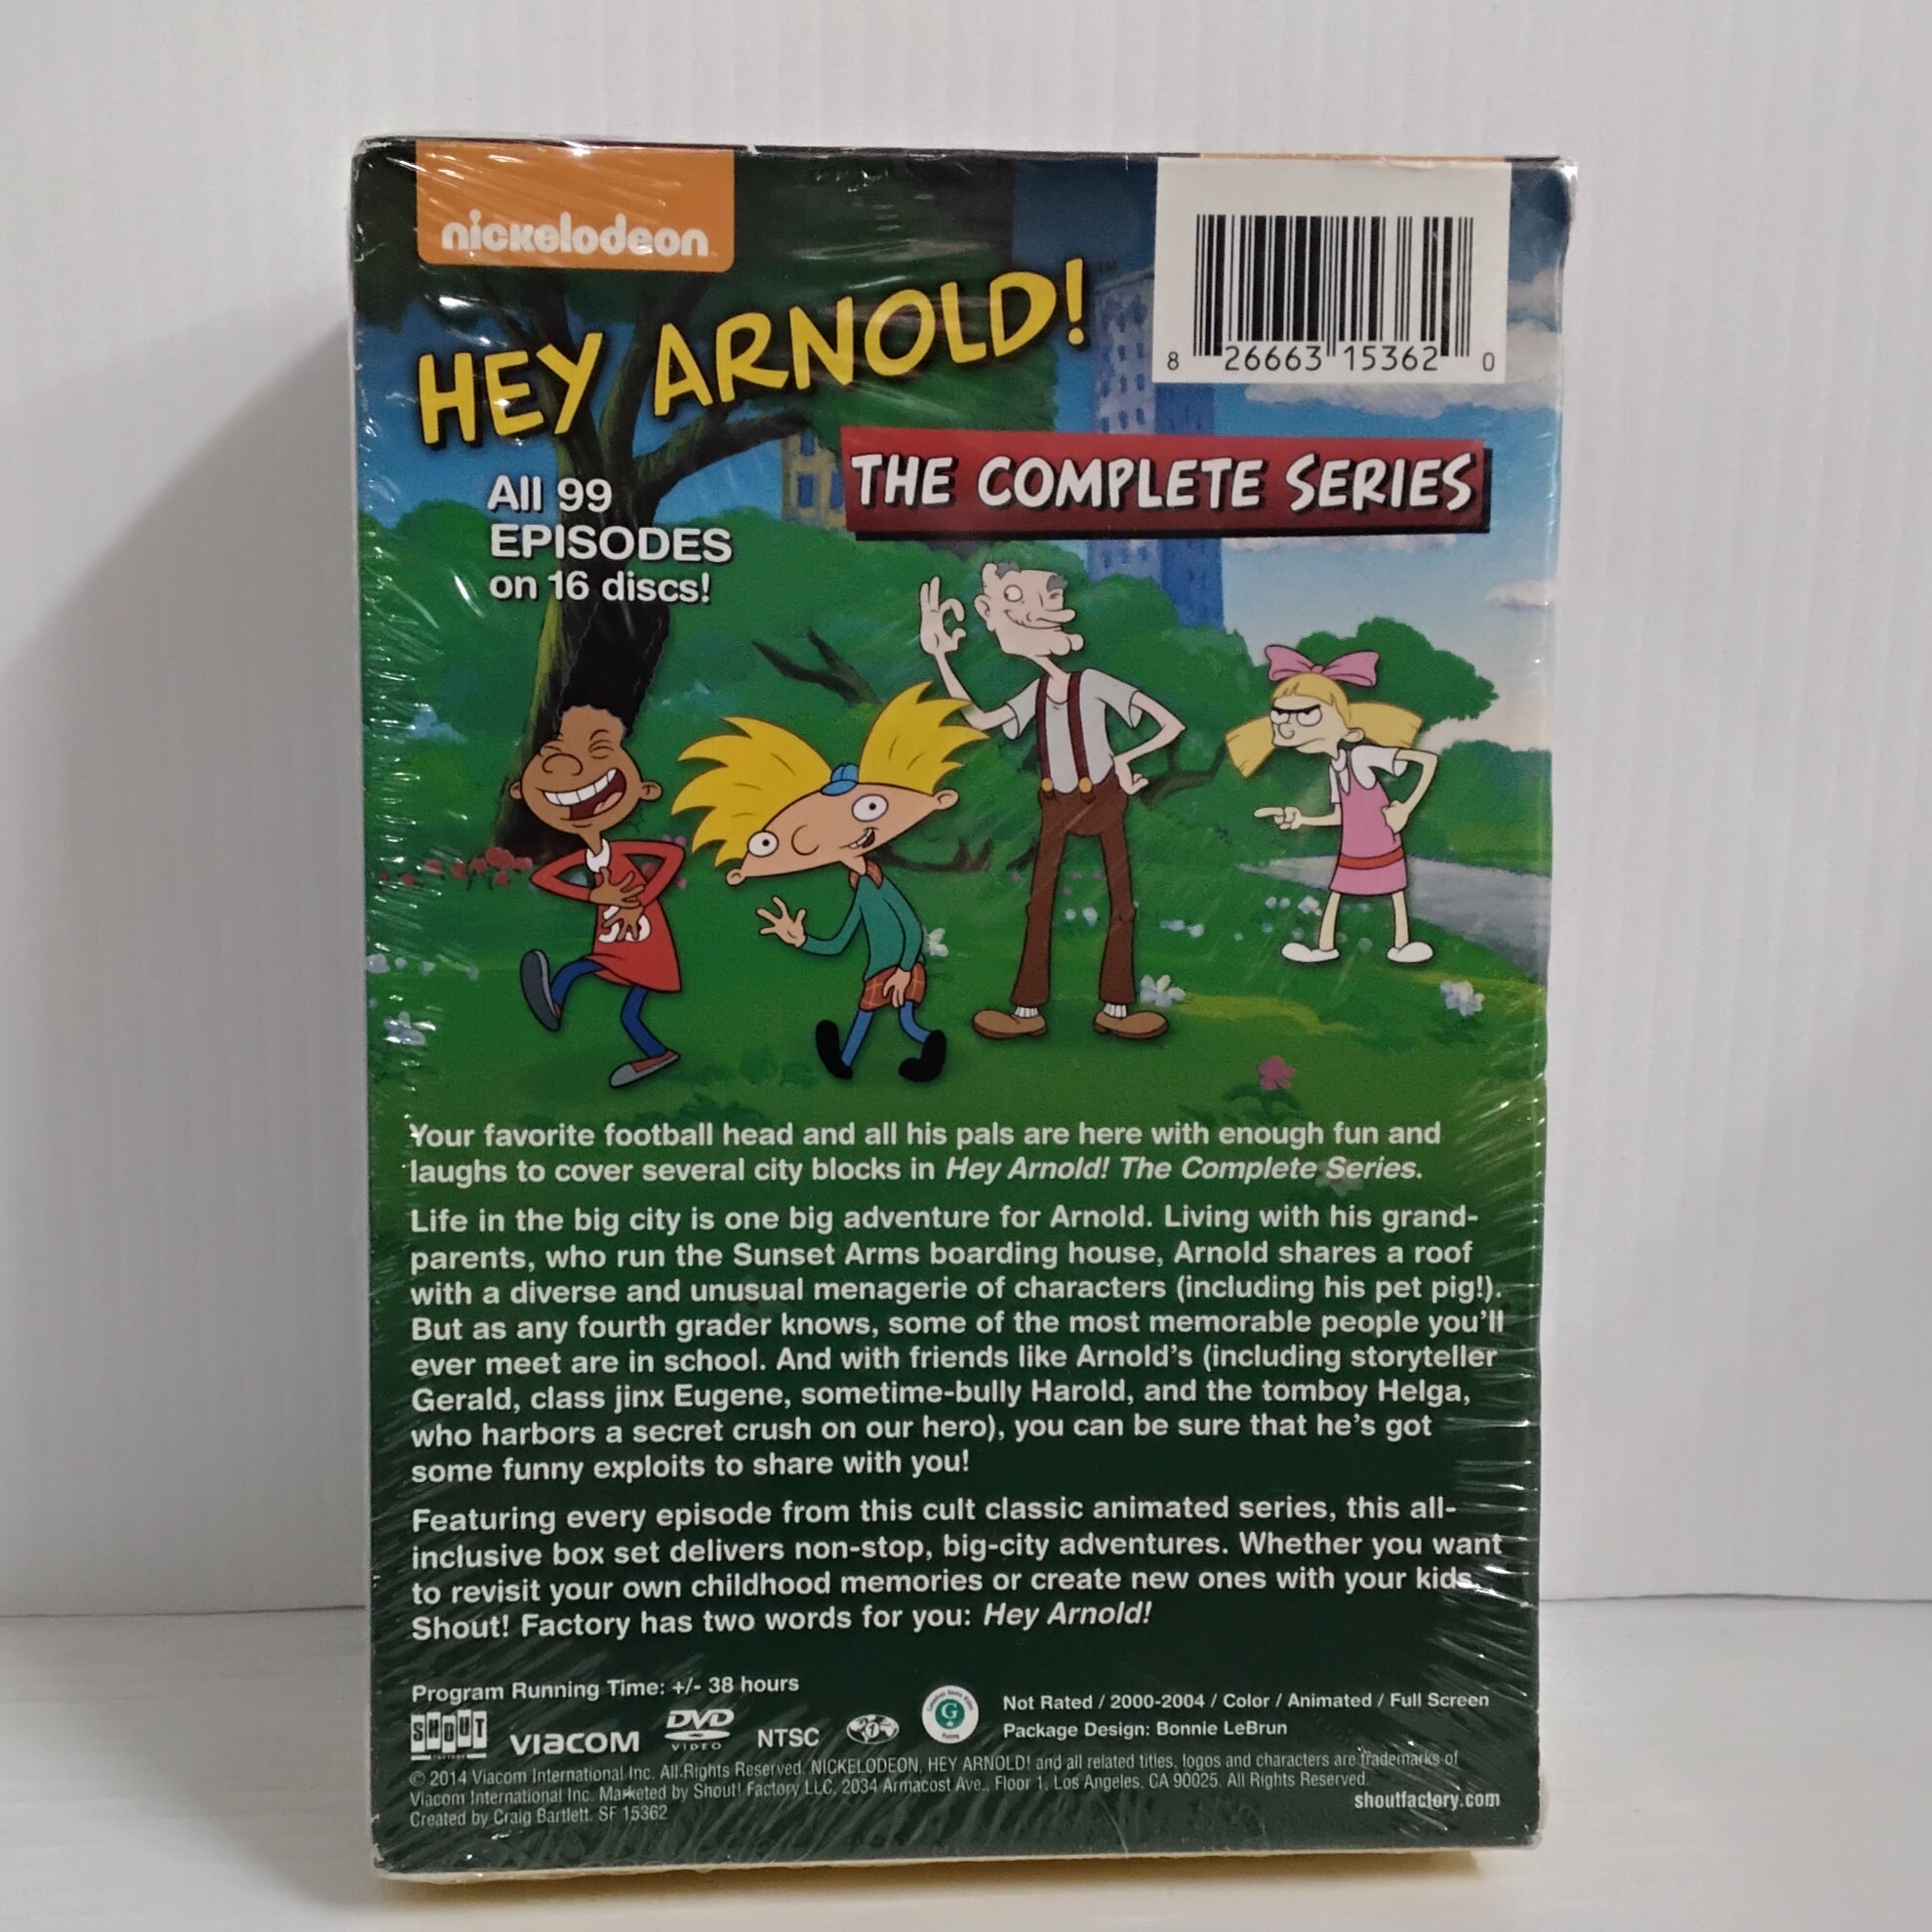 nickelodeon
HEY ARNOLD!™
8 26663 15362 0
THE COMPLETE SERIES
All 99
EPISODES
on 16 discs!
Your favorite football head and all his pals are here with enough fun and
laughs to cover several city blocks in Hey Arnold! The Complete Series.
Life in the big city is one big adventure for Arnold. Living with his grand-
parents, who run the Sunset Arms boarding house, Arnold shares a roof
with a diverse and unusual menagerie of characters (including his pet pig!).
But as any fourth grader knows, some of the most memorable people you'll
ever meet are in school. And with friends like Arnold's (including storyteller
Gerald, class jinx Eugene, sometime-bully Harold, and the tomboy Helga,
who harbors a secret crush on our hero), you can be sure that he's got
some funny exploits to share with you!
Featuring every episode from this cult classic animated series, this all-
inclusive box set delivers non-stop, big-city adventures. Whether you want
to revisit your own childhood memories or create new ones with your kids,
Shout! Factory has two words for you: Hey Arnold!
Program Running Time: +/- 38 hours
SHOUT
FACTORY
VIACOM
DVD
VIDEO
NTSC
1
G
Not Rated / 2000-2004 / Color / Animated / Full Screen
Package Design: Bonnie LeBrun
© 2014 Viacom International Inc. All Rights Reserved. NICKELODEON, HEY ARNOLD! and all related titles, logos and characters are trademarks of
Viacom International Inc. Marketed by Shout! Factory LLC, 2034 Armacost Ave., Floor 1, Los Angeles, CA 90025. All Rights Reserved.
Created by Craig Bartlett. SF 15362
shoutfactory.com